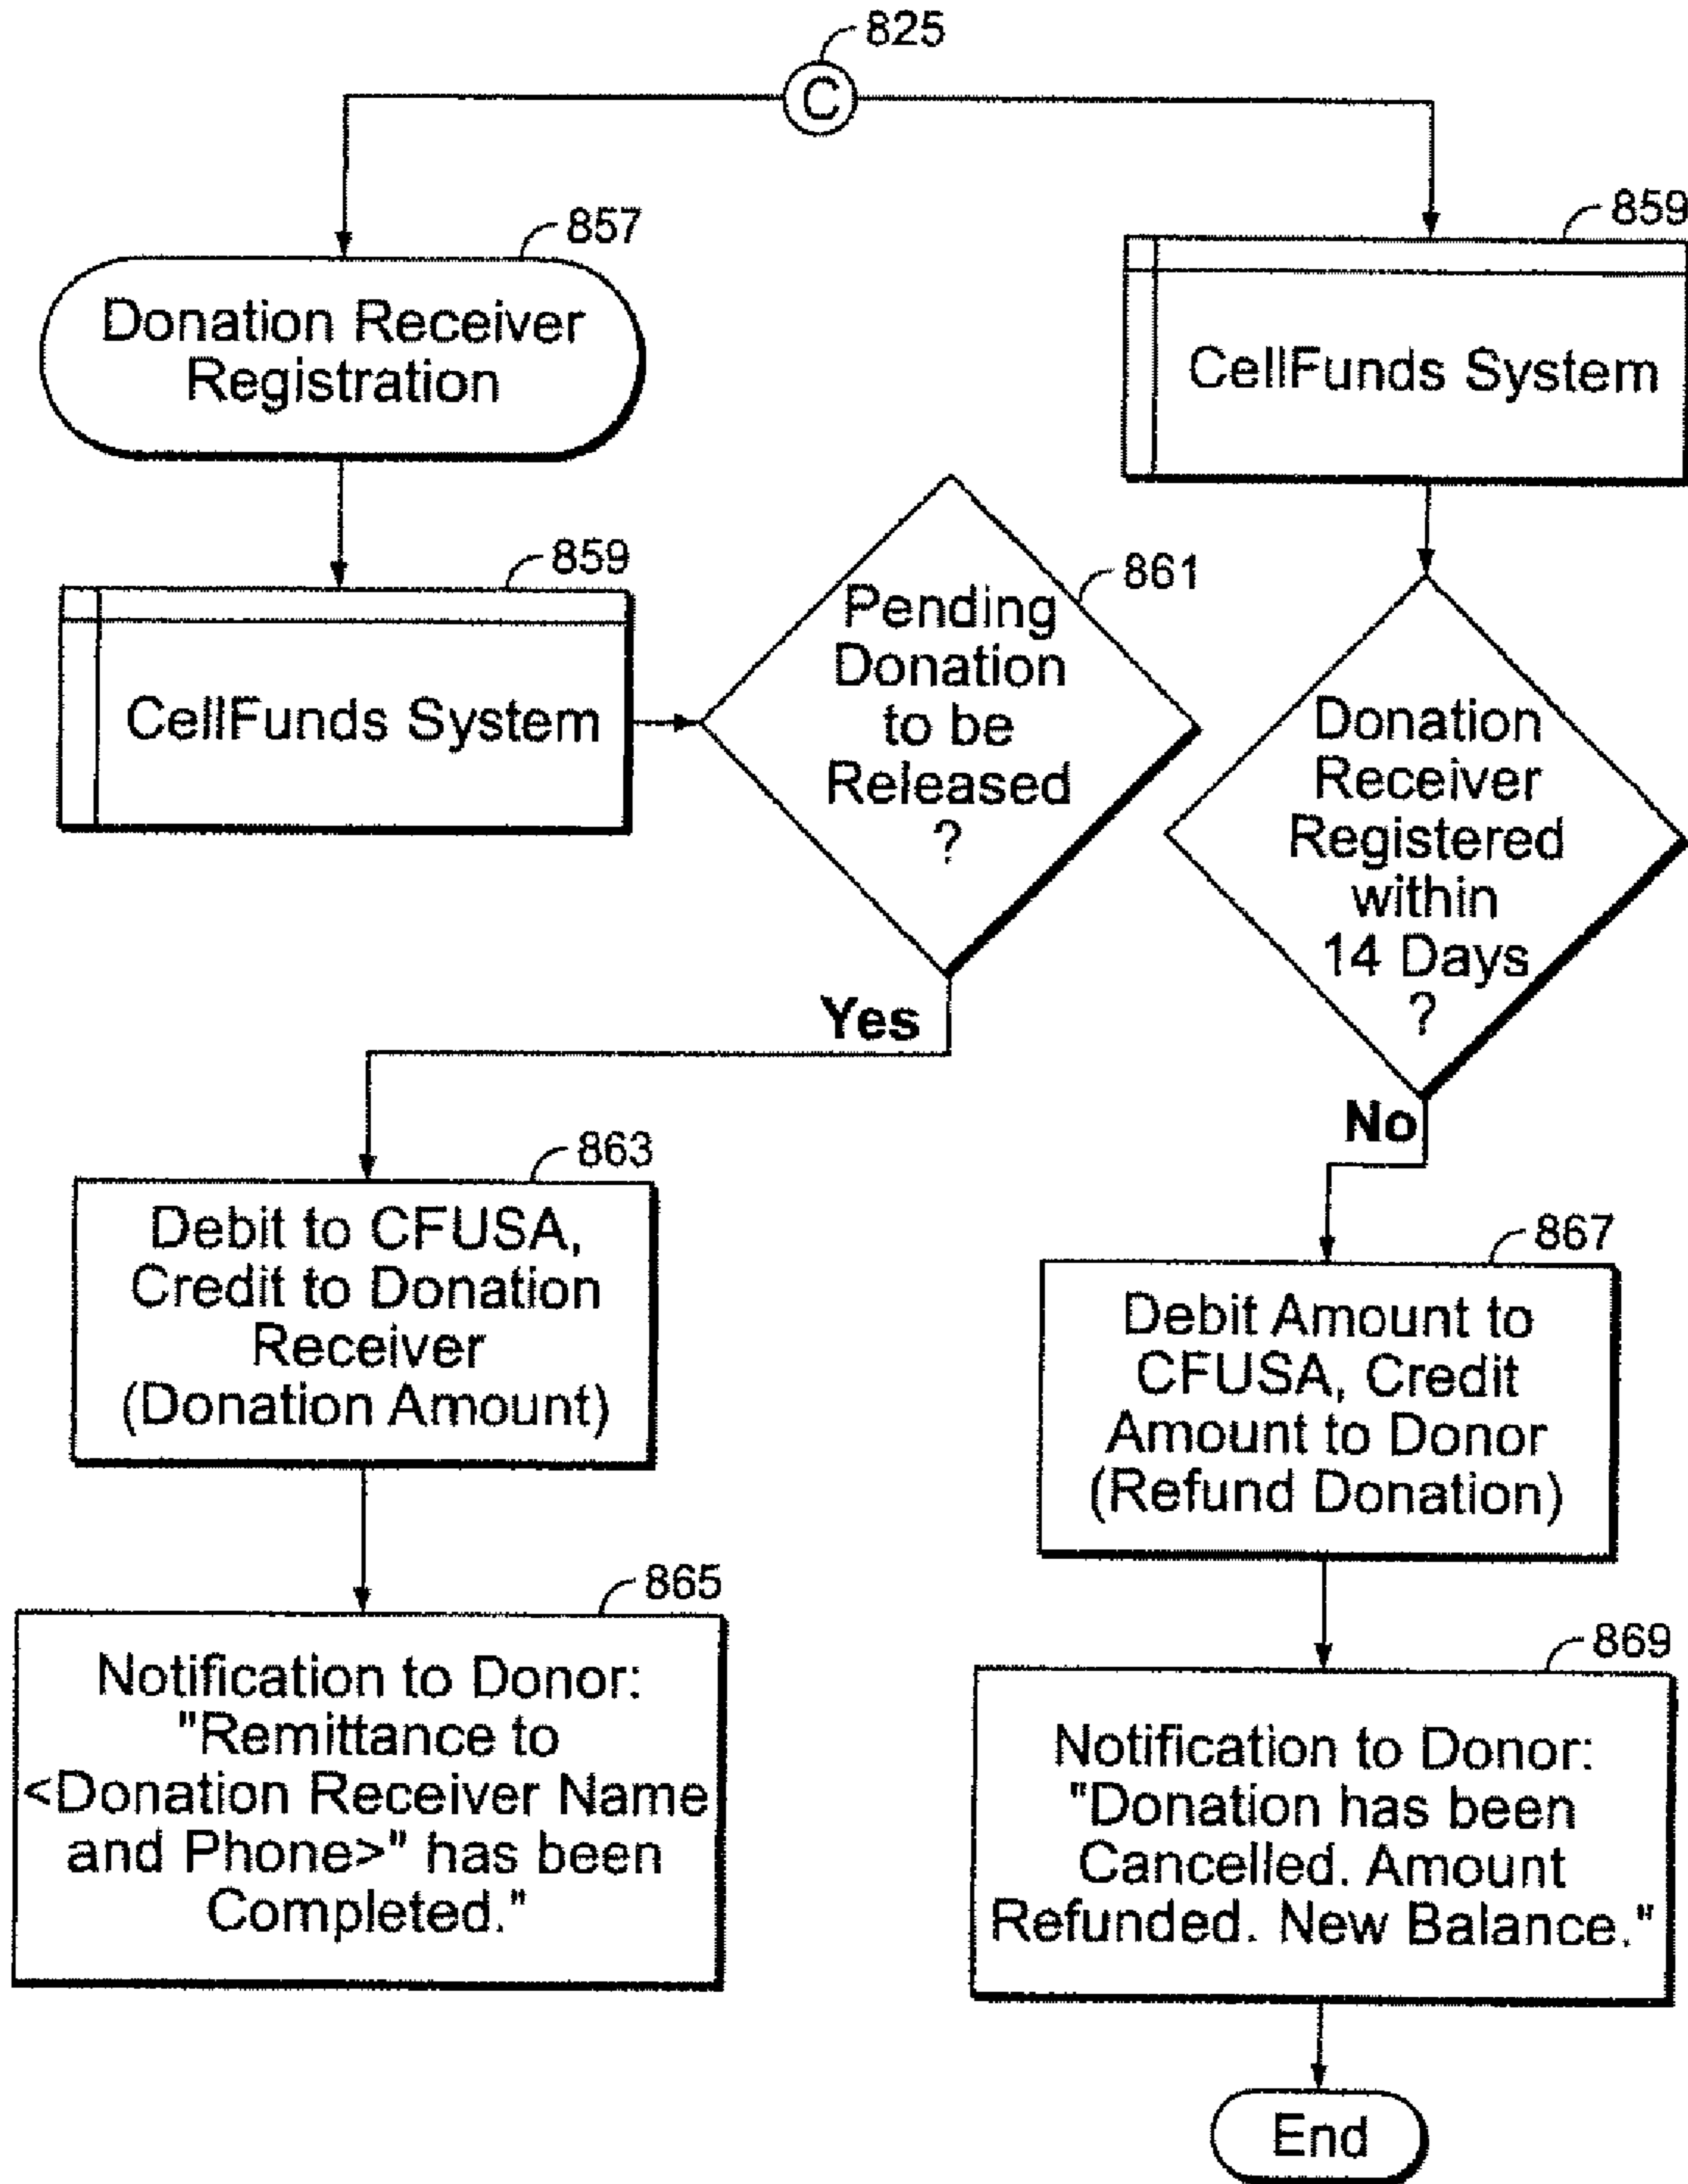 825
C
857
Donation Receiver
Registration
859
CellFunds System
859
CellFunds System
861
Pending
Donation
to be
Released
?
Yes
Donation
Receiver
Registered
within
14 Days
?
No
863
Debit to CFUSA,
Credit to Donation
Receiver
(Donation Amount)
867
Debit Amount to
CFUSA, Credit
Amount to Donor
(Refund Donation)
865
Notification to Donor:
"Remittance to
<Donation Receiver Name
and Phone>" has been
Completed."
869
Notification to Donor:
"Donation has been
Cancelled. Amount
Refunded. New Balance."
End